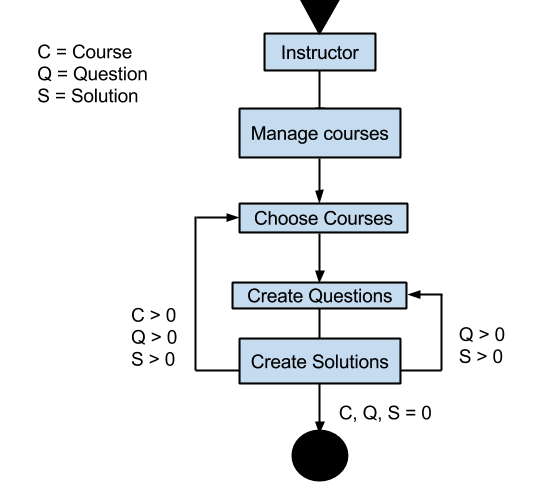 C = Course
Q = Question
S = Solution
Instructor
Manage courses
Choose Courses
Create Questions
C > 0
Q > 0
S > 0
Create Solutions
Q > 0
S > 0
C, Q, S = 0